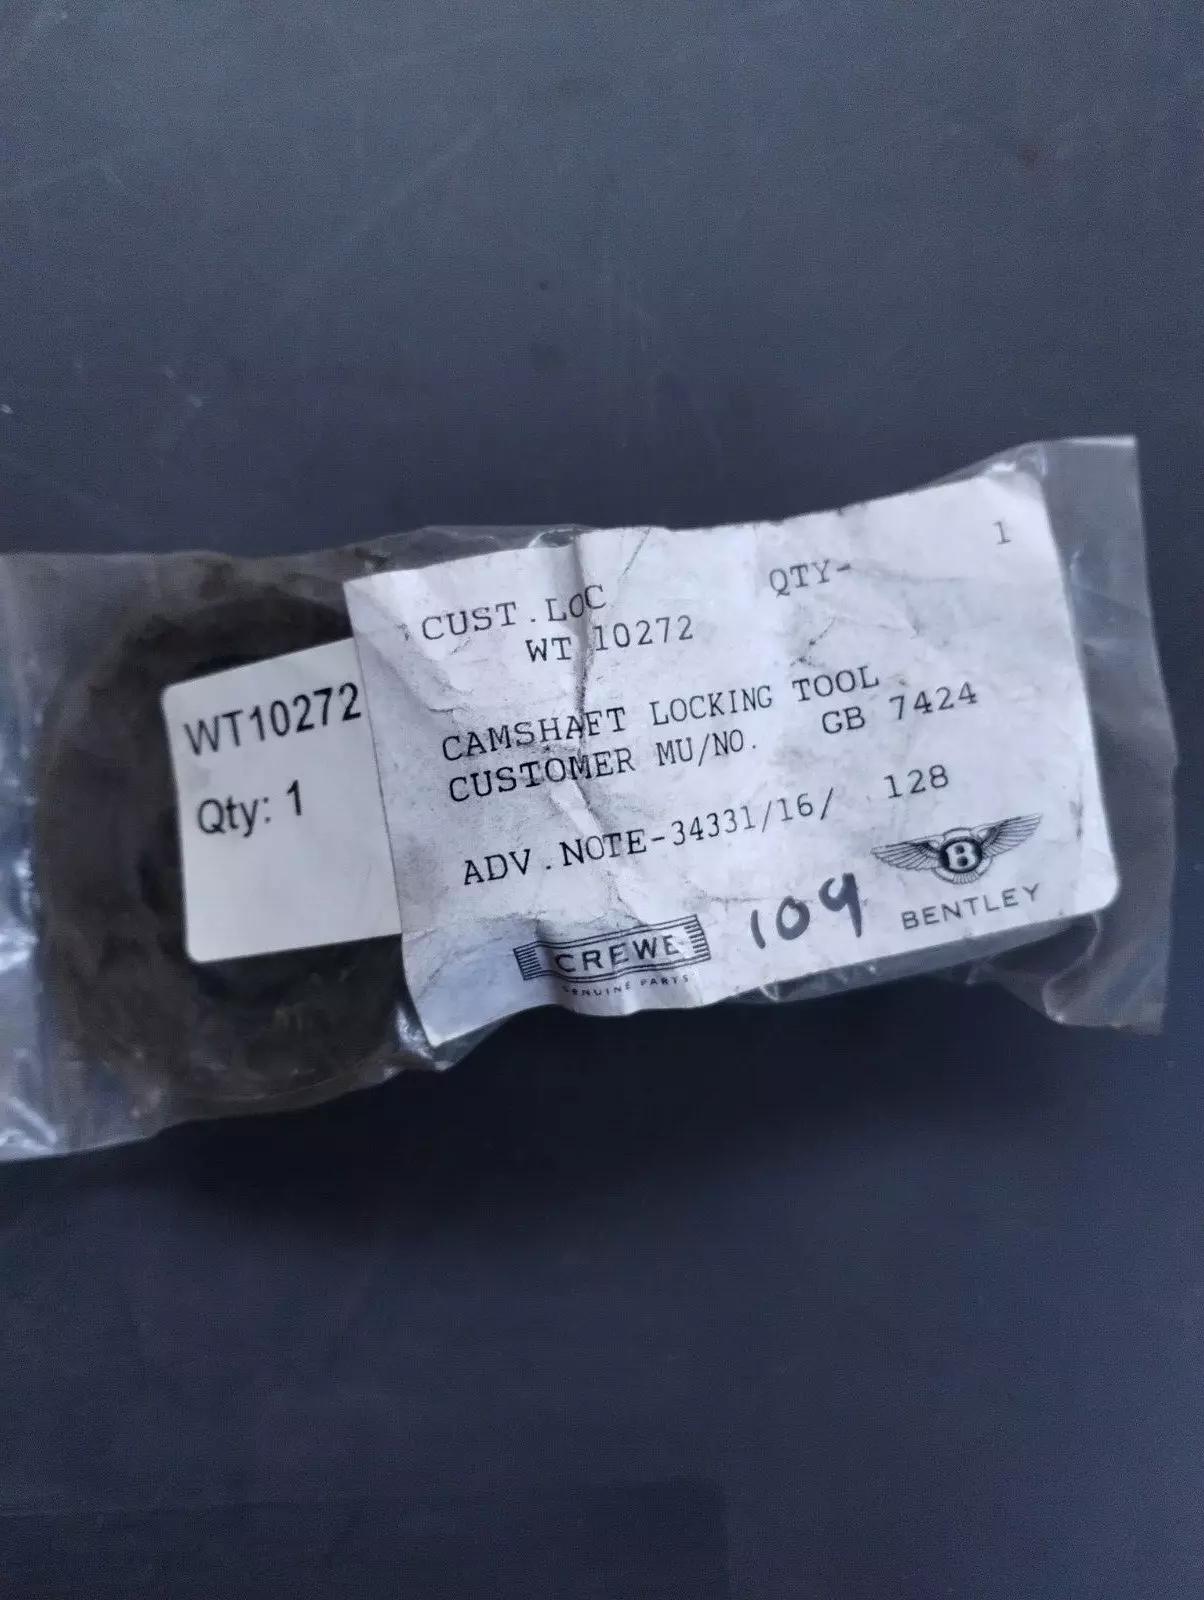 CUST.LOC QTY- 1
WT 10272
CAMSHAFT LOCKING TOOL
CUSTOMER MU/NO. GB 7424
ADV.NOTE-34331/16/ 128
CREWE
GENUINE PARTS
109
B
BENTLEY
WT10272
Qty: 1